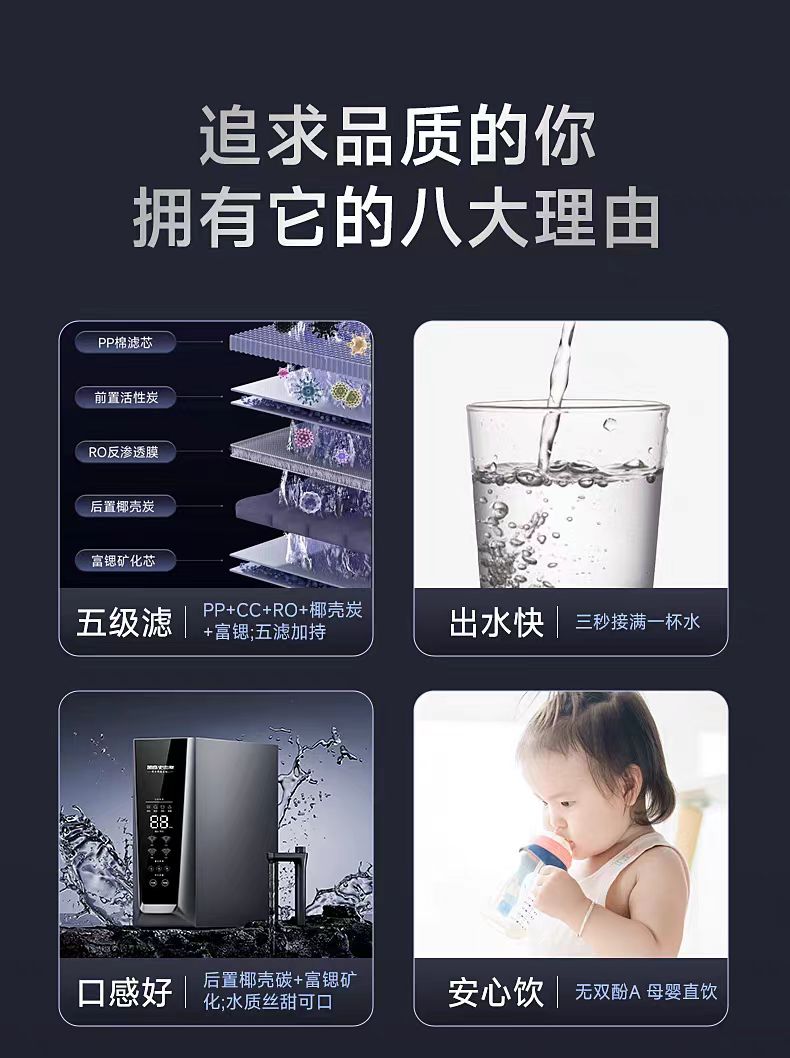 追求品质的你
拥有它的八大理由
PP棉滤芯
前置活性炭
RO反渗透膜
后置椰壳炭
富锶矿化芯
五级滤
PP+CC+RO+椰壳炭
+富锶;五滤加持
出水快
三秒接满一杯水
88
口感好
后置椰壳碳+富锶矿
化;水质丝甜可口
安心饮
无双酚A 母婴直饮